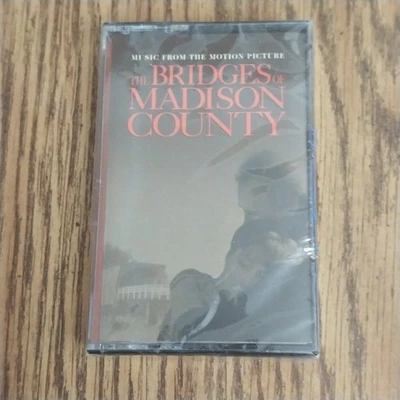 MUSIC FROM THE MOTION PICTURE
THE BRIDGES OF
MADISON
COUNTY